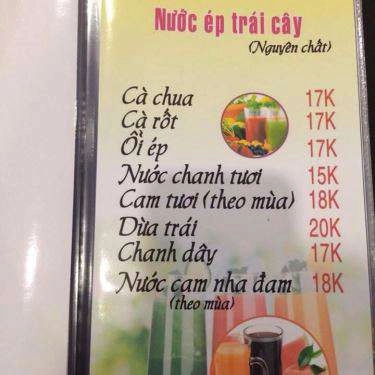 Nước ép trái cây
(Nguyên chất)
Cà chua 17K
Cà rốt 17K
Ổi ép 17K
Nước chanh tươi 15K
Cam tươi (theo mùa) 18K
Dừa trái 20K
Chanh dây 17K
Nước cam nha đam 18K
(theo mùa)